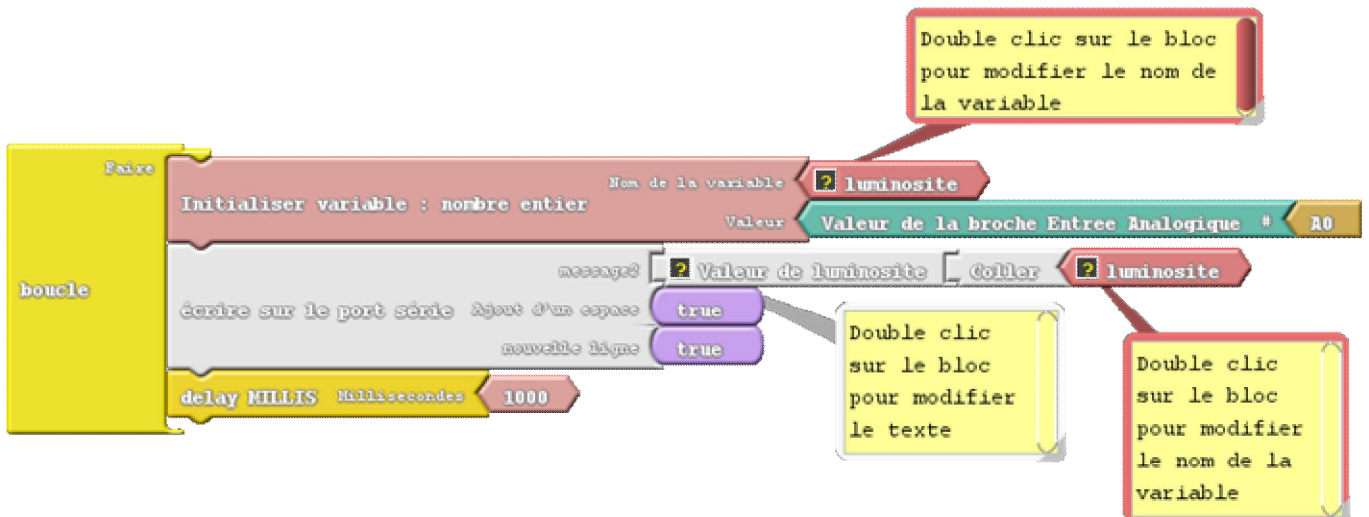 Double clic sur le bloc
pour modifier le nom de
la variable
Faire
Nom de la variable
? luminosite
Initialiser variable : nombre entier
Valeur
Valeur de la broche Entree Analogique # A0
boucle
message2
? Valeur de luminosite
Coller
? luminosite
écrire sur le port série
Ajout d'un espace
true
nouvelle ligne
true
delay MILLIS Millisecondes 1000
Double clic
sur le bloc
pour modifier
le texte
Double clic
sur le bloc
pour modifier
le nom de la
variable